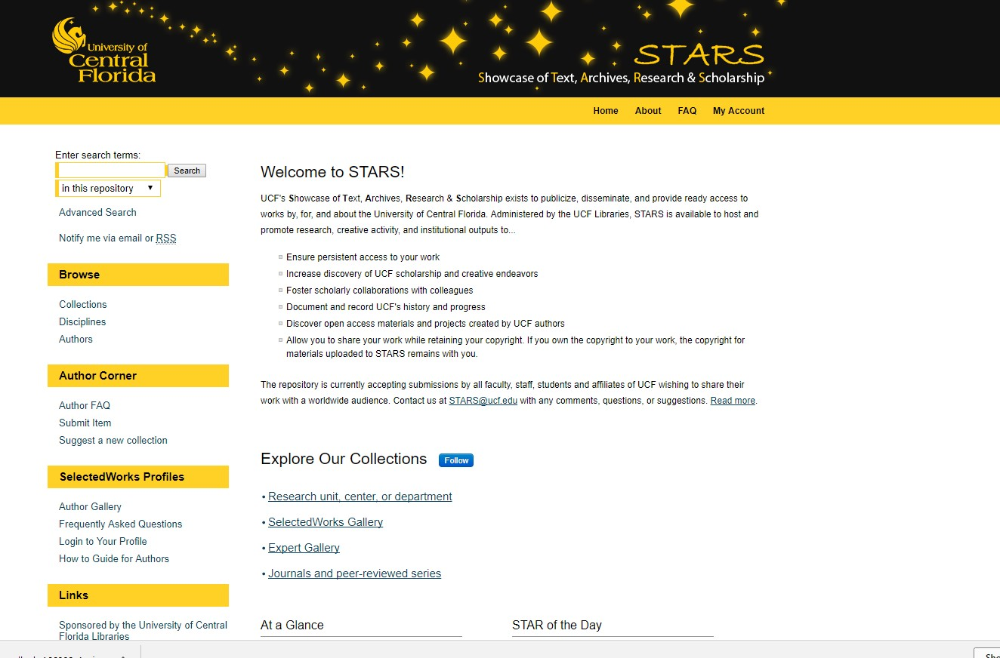 University of
Central
Florida
STARS
Showcase of Text, Archives, Research & Scholarship
Home About FAQ My Account
Enter search terms:
Search
in this repository
Advanced Search
Notify me via email or RSS
Browse
Collections
Disciplines
Authors
Author Corner
Author FAQ
Submit Item
Suggest a new collection
SelectedWorks Profiles
Author Gallery
Frequently Asked Questions
Login to Your Profile
How to Guide for Authors
Links
Sponsored by the University of Central
Florida Libraries
Welcome to STARS!
UCF's Showcase of Text, Archives, Research & Scholarship exists to publicize, disseminate, and provide ready access to
works by, for, and about the University of Central Florida. Administered by the UCF Libraries, STARS is available to host and
promote research, creative activity, and institutional outputs to...
Ensure persistent access to your work
Increase discovery of UCF scholarship and creative endeavors
Foster scholarly collaborations with colleagues
Document and record UCF's history and progress
Discover open access materials and projects created by UCF authors
Allow you to share your work while retaining your copyright. If you own the copyright to your work, the copyright for
materials uploaded to STARS remains with you.
The repository is currently accepting submissions by all faculty, staff, students and affiliates of UCF wishing to share their
work with a worldwide audience. Contact us at STARS@ucf.edu with any comments, questions, or suggestions. Read more.
Explore Our Collections Follow
• Research unit, center, or department
• SelectedWorks Gallery
• Expert Gallery
• Journals and peer-reviewed series
At a Glance
STAR of the Day